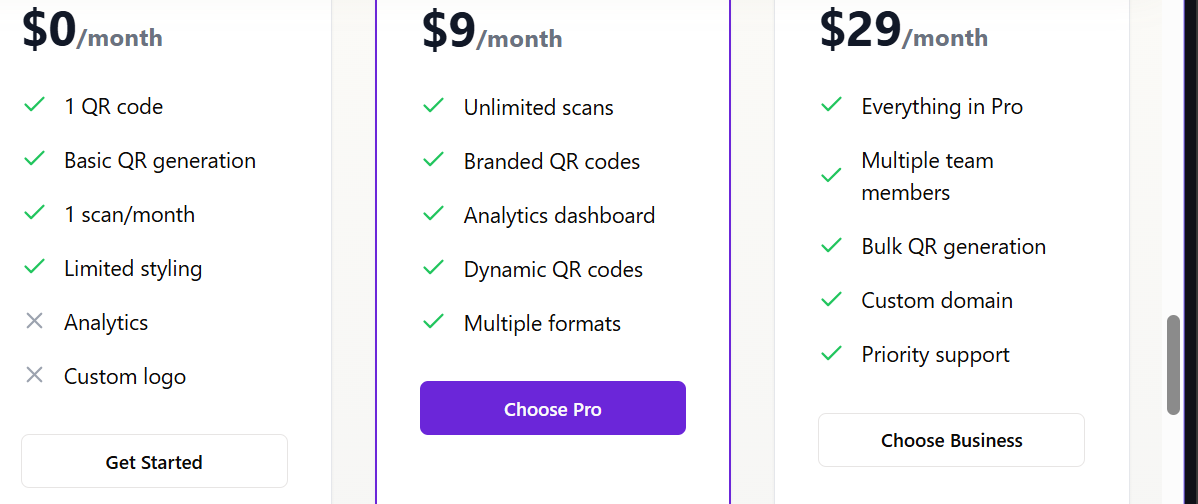 $0/month
1 QR code
Basic QR generation
1 scan/month
Limited styling
Analytics
Custom logo
Get Started
$9/month
Unlimited scans
Branded QR codes
Analytics dashboard
Dynamic QR codes
Multiple formats
Choose Pro
$29/month
Everything in Pro
Multiple team
members
Bulk QR generation
Custom domain
Priority support
Choose Business